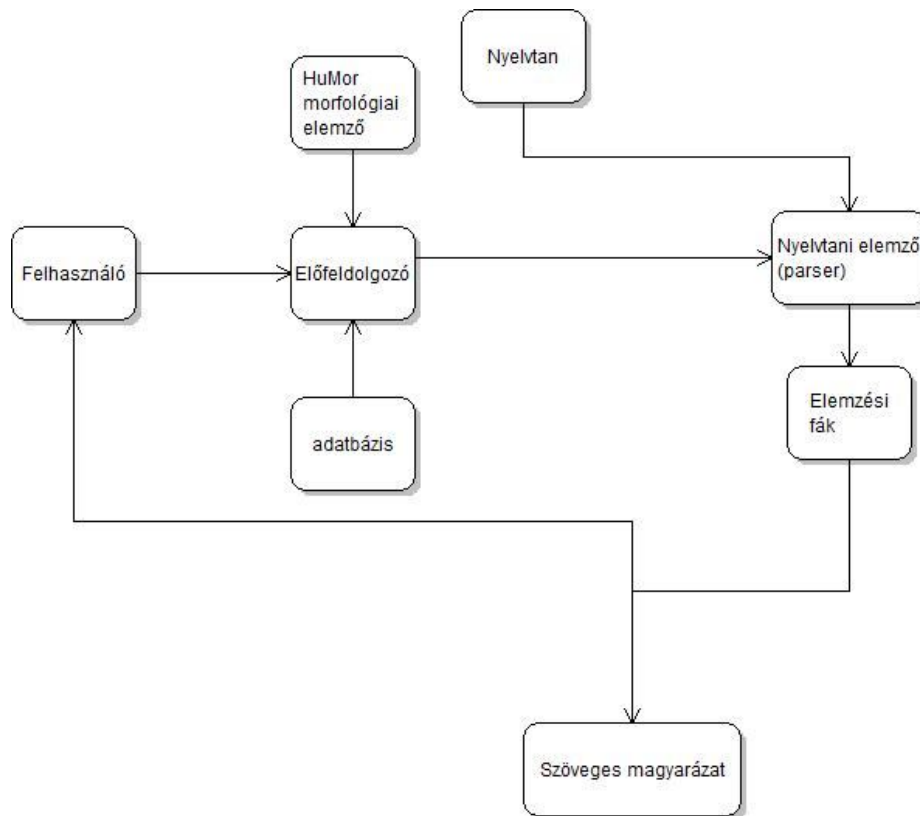 Nyelvtan
HuMor
morfológiai
elemző
Felhasználó
Előfeldolgozó
Nyelvtani elemző
(parser)
Elemzési
fák
adatbázis
Szöveges magyarázat